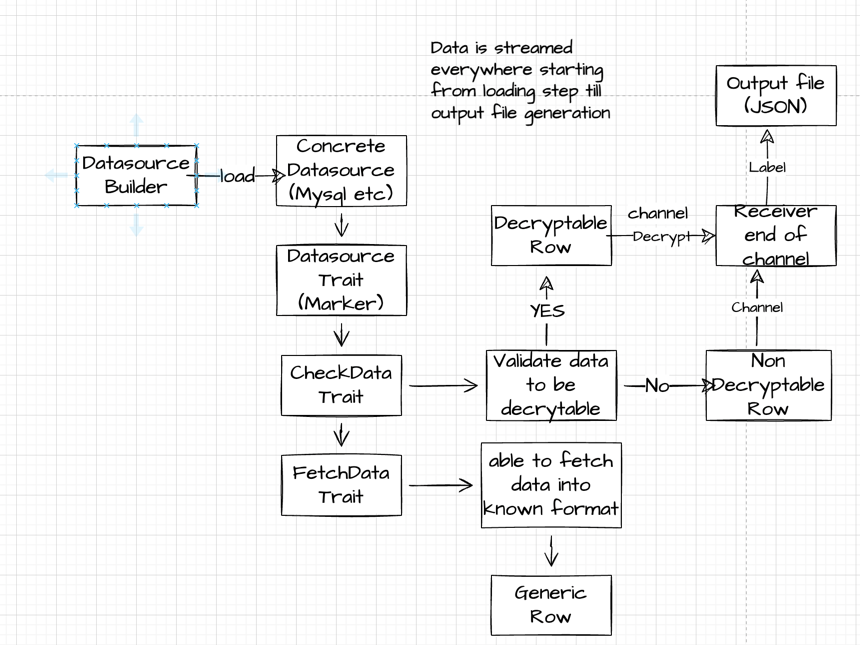 Data is streamed
everywhere starting
from loading step till
output file generation
Output file
(JSON)
Label
Datasource
Builder
load
Concrete
Datasource
(Mysql etc)
Decryptable
Row
channel
Decrypt
Receiver
end of
channel
Datasource
Trait
(Marker)
YES
Channel
CheckData
Trait
Validate data
to be
decrytable
No
Non
Decryptable
Row
FetchData
Trait
able to fetch
data into
known format
Generic
Row